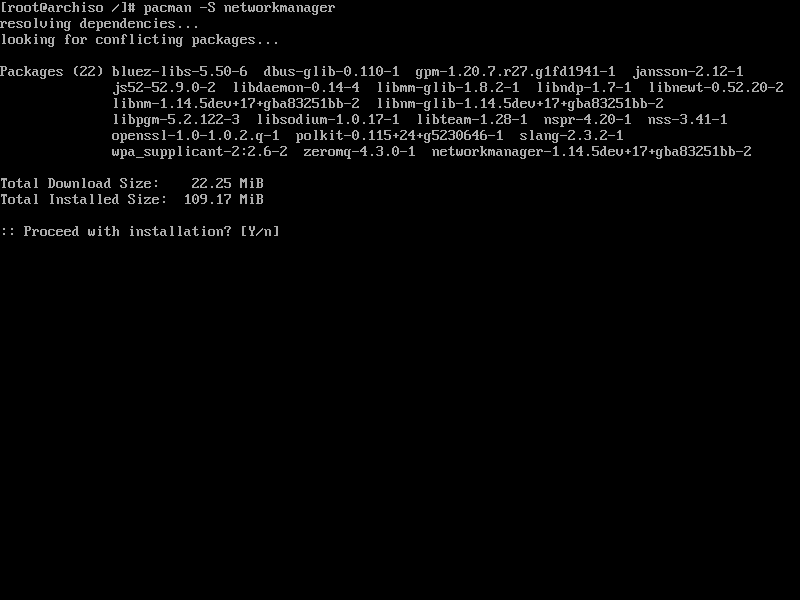 [root@archiso /]# pacman -S networkmanager
resolving dependencies...
looking for conflicting packages...

Packages (22) bluez-libs-5.50-6  dbus-glib-0.110-1  gpm-1.20.7.r27.g1fd1941-1  jansson-2.12-1
              js52-52.9.0-2  libdaemon-0.14-4  libmm-glib-1.8.2-1  libndp-1.7-1  libnewt-0.52.20-2
              libnm-1.14.5dev+17+gba83251bb-2  libnm-glib-1.14.5dev+17+gba83251bb-2
              libpgm-5.2.122-3  libsodium-1.0.17-1  libteam-1.28-1  nspr-4.20-1  nss-3.41-1
              openssl-1.0-1.0.2.q-1  polkit-0.115+24+g5230646-1  slang-2.3.2-1
              wpa_supplicant-2:2.6-2  zeromq-4.3.0-1  networkmanager-1.14.5dev+17+gba83251bb-2

Total Download Size:    22.25 MiB
Total Installed Size:  109.17 MiB

:: Proceed with installation? [Y/n]